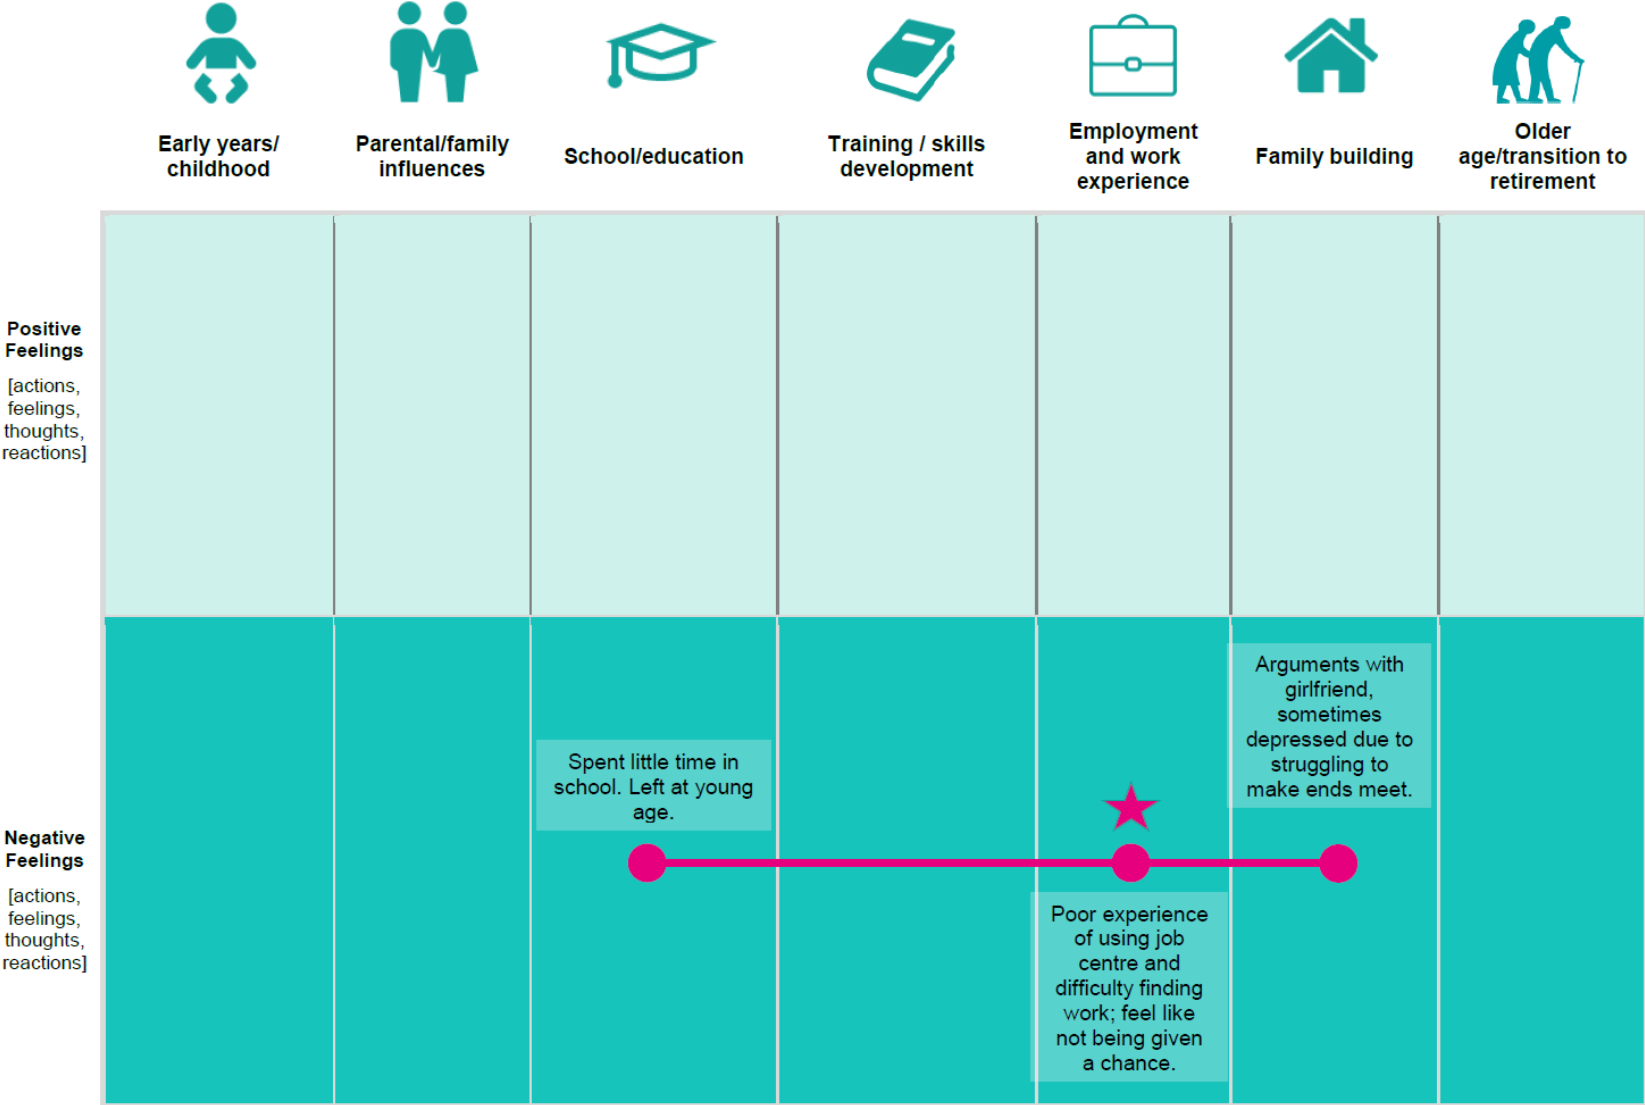 Early years/
childhood
Parental/family
influences
School/education
Training / skills
development
Employment
and work
experience
Family building
Older
age/transition to
retirement
Positive
Feelings
[actions,
feelings,
thoughts,
reactions]
Negative
Feelings
[actions,
feelings,
thoughts,
reactions]
Spent little time in
school. Left at young
age.
Poor experience
of using job
centre and
difficulty finding
work; feel like
not being given
a chance.
Arguments with
girlfriend,
sometimes
depressed due to
struggling to
make ends meet.